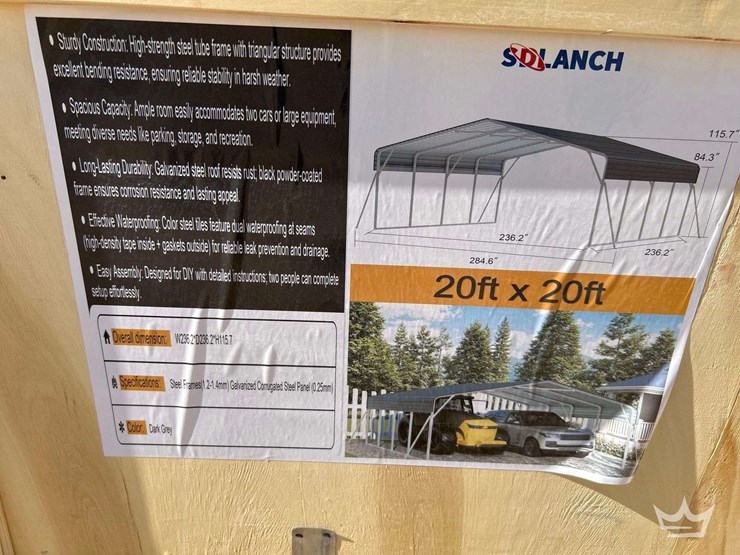 • Sturdy Construction: High-strength steel tube frame with triangular structure provides
excellent bending resistance, ensuring reliable stability in harsh weather.
• Spacious Capacity: Ample room easily accommodates two cars or large equipment,
meeting diverse needs like parking, storage, and recreation.
• Long-Lasting Durability: Galvanized steel roof resists rust; black powder-coated
frame ensures corrosion resistance and lasting appeal.
• Effective Waterproofing: Color steel tiles feature dual waterproofing at seams
(high-density tape inside + gaskets outside) for reliable leak prevention and drainage.
• Easy Assembly: Designed for DIY with detailed instructions; two people can complete
setup effortlessly.
Overall dimension: W236.2*D236.2*H115.7
Specifications: Steel Frames(1.2-1.4mm) Galvanized Corrugated Steel Panel (0.25mm)
Color: Dark Grey
SDLANCH
115.7"
84.3"
236.2"
236.2"
284.6"
20ft x 20ft